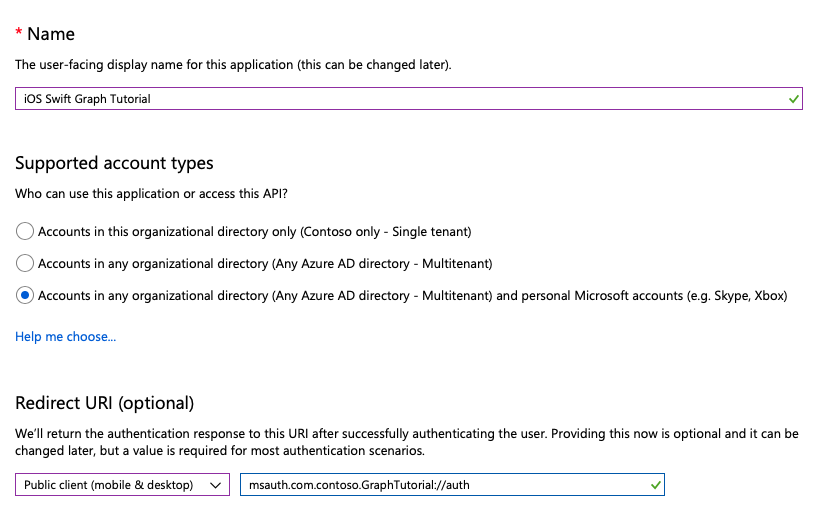 * Name
The user-facing display name for this application (this can be changed later).
iOS Swift Graph Tutorial
Supported account types
Who can use this application or access this API?
Accounts in this organizational directory only (Contoso only - Single tenant)
Accounts in any organizational directory (Any Azure AD directory - Multitenant)
Accounts in any organizational directory (Any Azure AD directory - Multitenant) and personal Microsoft accounts (e.g. Skype, Xbox)
Help me choose...
Redirect URI (optional)
We'll return the authentication response to this URI after successfully authenticating the user. Providing this now is optional and it can be
changed later, but a value is required for most authentication scenarios.
Public client (mobile & desktop) msauth.com.contoso.GraphTutorial://auth